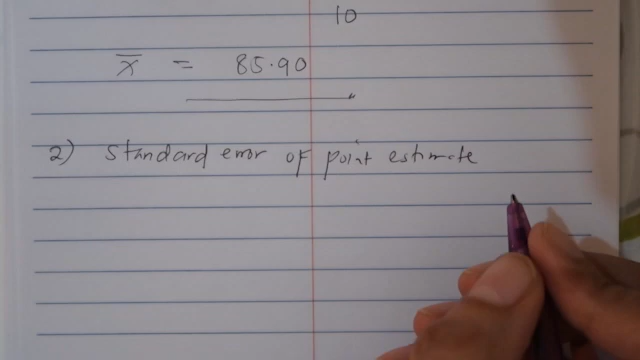 10
x̅ = 85.90
2) standard error of point estimate